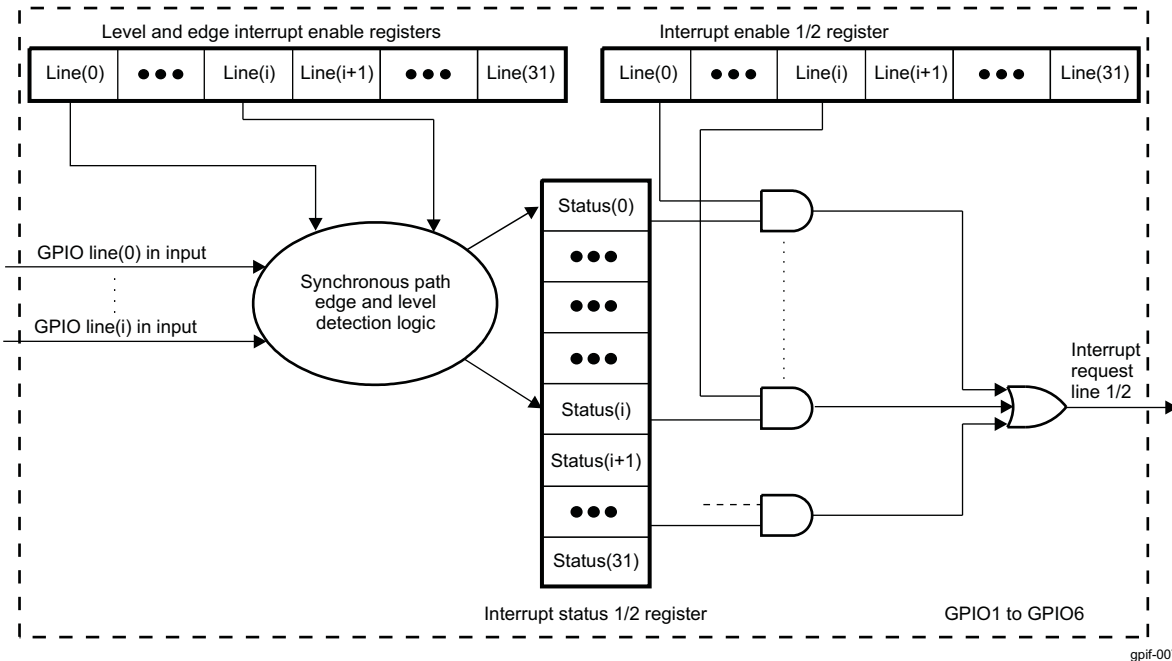 Level and edge interrupt enable registers
Interrupt enable 1/2 register
Line(0) ●●● Line(i) Line(i+1) ●●● Line(31)
Line(0) ●●● Line(i) Line(i+1) ●●● Line(31)
Status(0)
●●●
●●●
●●●
Status(i)
Status(i+1)
●●●
Status(31)
GPIO line(0) in input
GPIO line(i) in input
Synchronous path
edge and level
detection logic
Interrupt
request
line 1/2
Interrupt status 1/2 register
GPIO1 to GPIO6
gpif-00